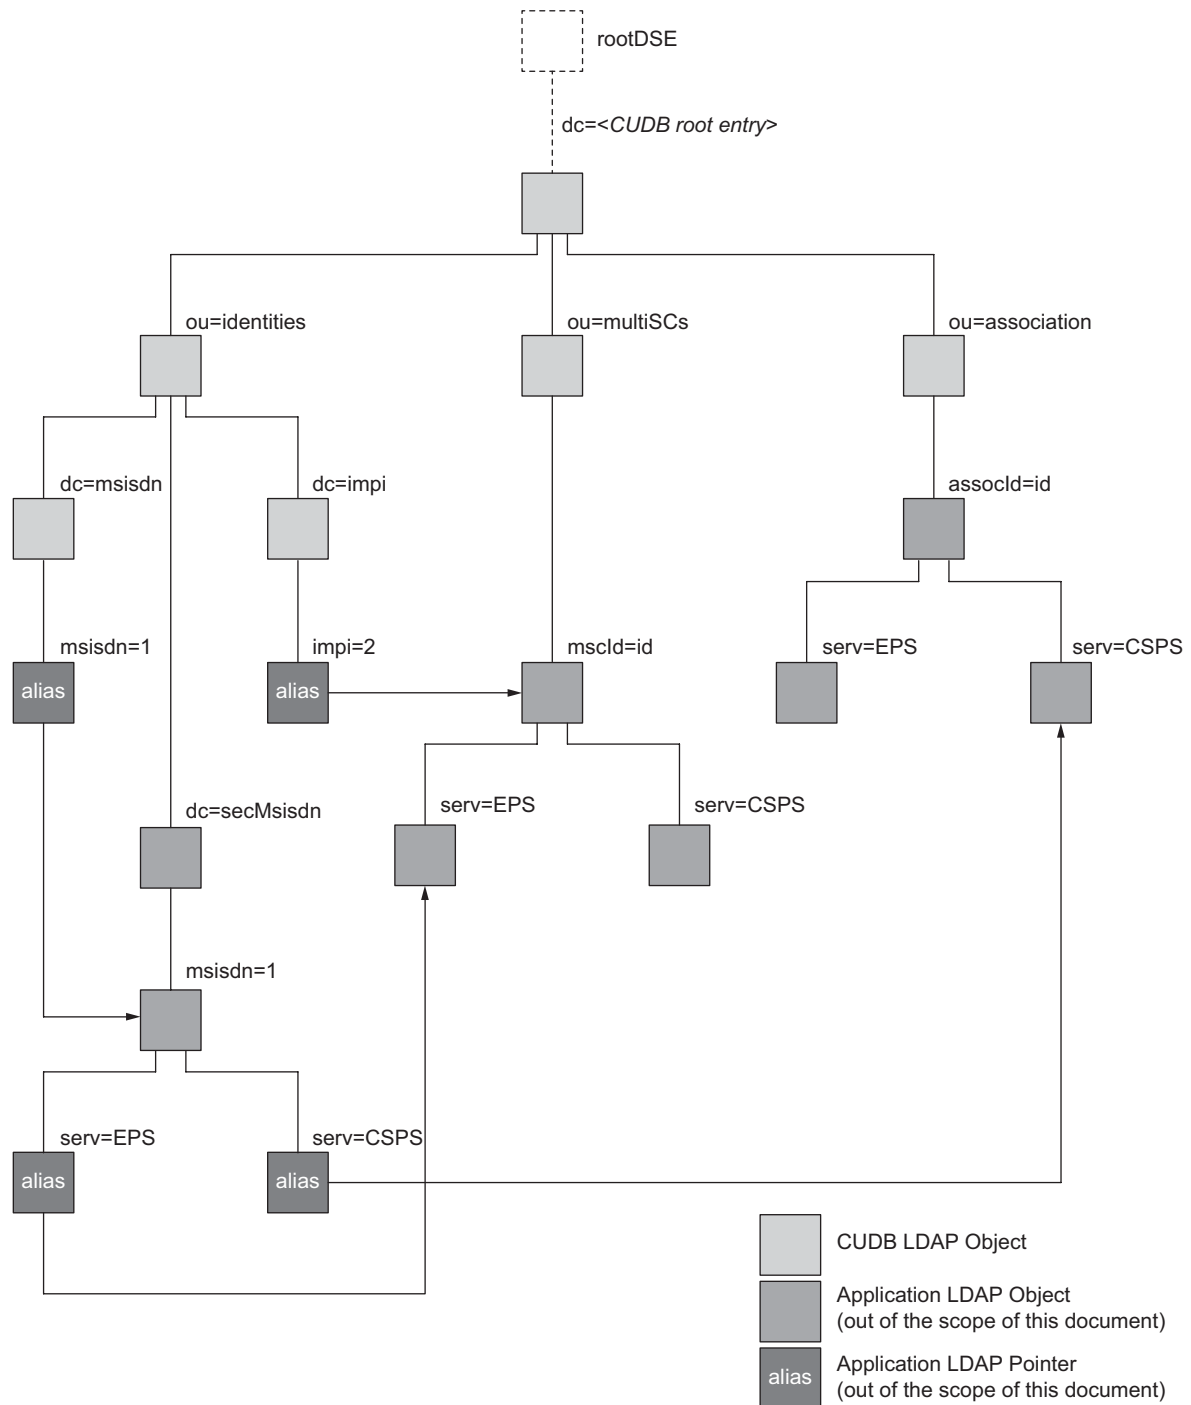 rootDSE
dc=<CUDB root entry>
ou=identities
ou=multiSCs
ou=association
dc=msisdn
dc=impi
assocId=id
msisdn=1
impi=2
mscId=id
serv=EPS
serv=CSPS
alias
alias
dc=secMsisdn
serv=EPS
serv=CSPS
msisdn=1
serv=EPS
serv=CSPS
alias
alias
CUDB LDAP Object
Application LDAP Object
(out of the scope of this document)
alias
Application LDAP Pointer
(out of the scope of this document)